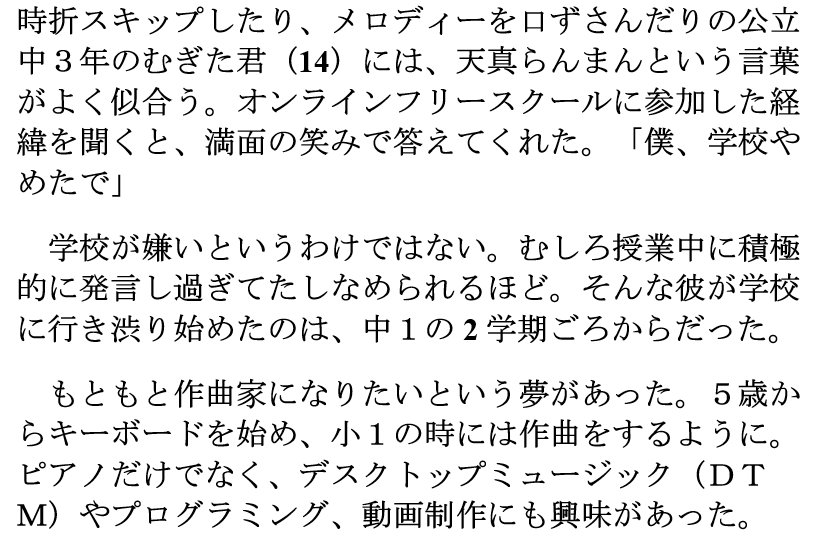 時折スキップしたり、メロディーを口ずさんだりの公立
中３年のむぎた君（14）には、天真らんまんという言葉
がよく似合う。オンラインフリースクールに参加した経
緯を聞くと、満面の笑みで答えてくれた。「僕、学校や
めたで」
　学校が嫌いというわけではない。むしろ授業中に積極
的に発言し過ぎてたしなめられるほど。そんな彼が学校
に行き渋り始めたのは、中１の 2 学期ごろからだった。
　もともと作曲家になりたいという夢があった。５歳か
らキーボードを始め、小１の時には作曲をするように。
ピアノだけでなく、デスクトップミュージック（ＤＴ
Ｍ）やプログラミング、動画制作にも興味があった。